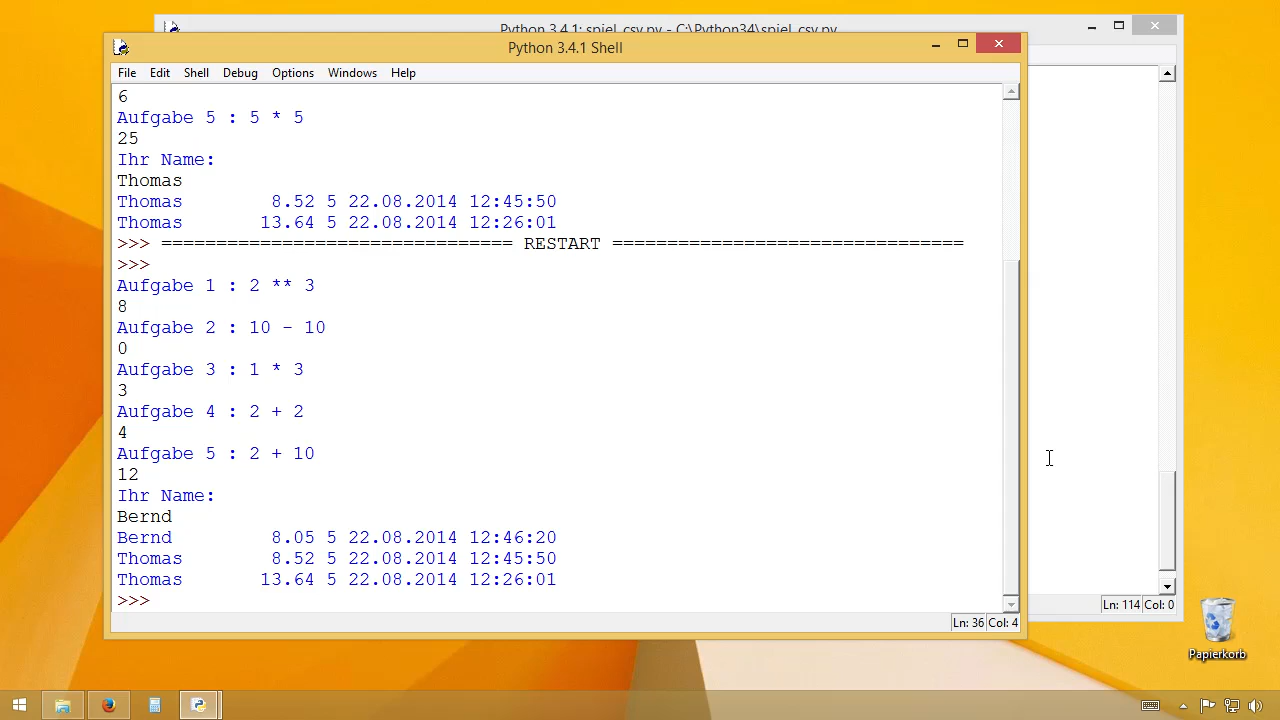 Python 3.4.1: spiel_csv.py - C:\Python34\spiel_csv.py
Python 3.4.1 Shell
File Edit Shell Debug Options Windows Help
6
Aufgabe 5 : 5 * 5
25
Ihr Name:
Thomas
Thomas 8.52 5 22.08.2014 12:45:50
Thomas 13.64 5 22.08.2014 12:26:01
>>> ================================ RESTART ================================
>>>
Aufgabe 1 : 2 ** 3
8
Aufgabe 2 : 10 - 10
0
Aufgabe 3 : 1 * 3
3
Aufgabe 4 : 2 + 2
4
Aufgabe 5 : 2 + 10
12
Ihr Name:
Bernd
Bernd 8.05 5 22.08.2014 12:46:20
Thomas 8.52 5 22.08.2014 12:45:50
Thomas 13.64 5 22.08.2014 12:26:01
>>>
Ln: 36 Col: 4
Ln: 114 Col: 0
Papierkorb